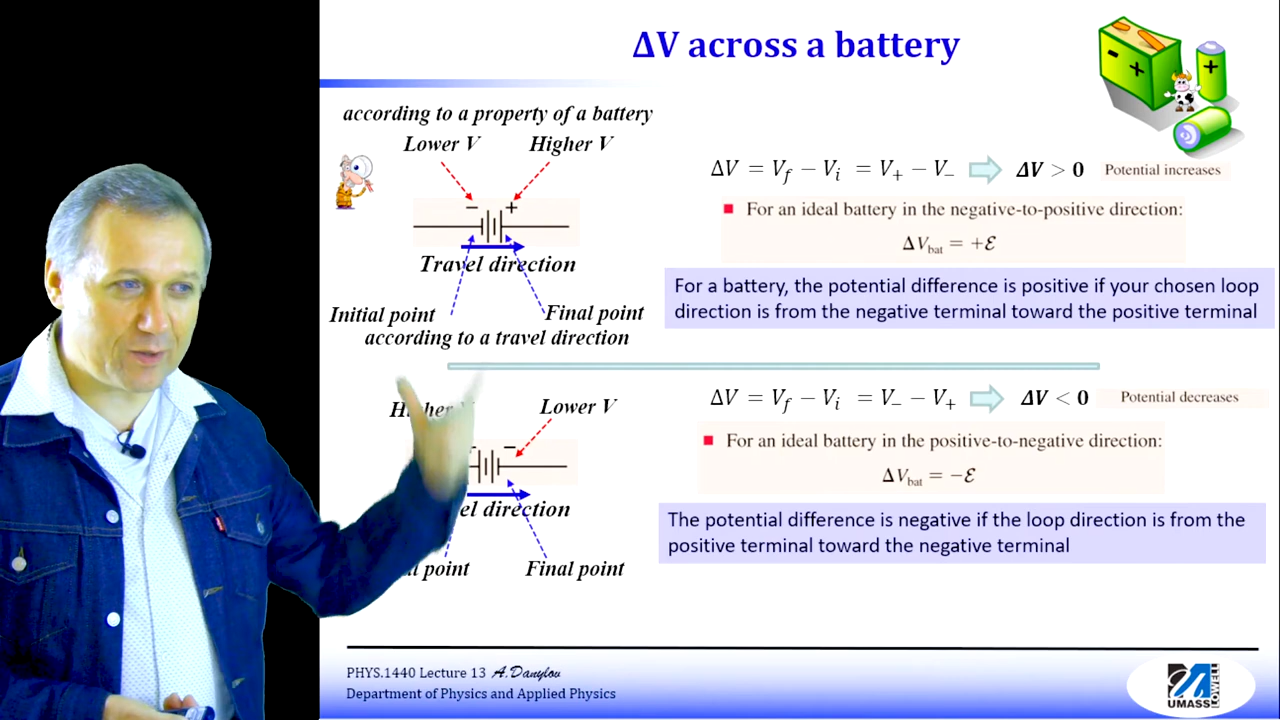 ΔV across a battery
according to a property of a battery
Lower V
Higher V
− +
Travel direction
Initial point
Final point
according to a travel direction
ΔV = V_f − V_i = V₊ − V₋
ΔV > 0
Potential increases
■ For an ideal battery in the negative-to-positive direction:
ΔV_bat = +ℰ
For a battery, the potential difference is positive if your chosen loop
direction is from the negative terminal toward the positive terminal
Lower V
−
direction
point
Final point
ΔV = V_f − V_i = V₋ − V₊
ΔV < 0
Potential decreases
■ For an ideal battery in the positive-to-negative direction:
ΔV_bat = −ℰ
The potential difference is negative if the loop direction is from the
positive terminal toward the negative terminal
- +
+
PHYS.1440 Lecture 13 A.Danylov
Department of Physics and Applied Physics
UMASS
LOWELL